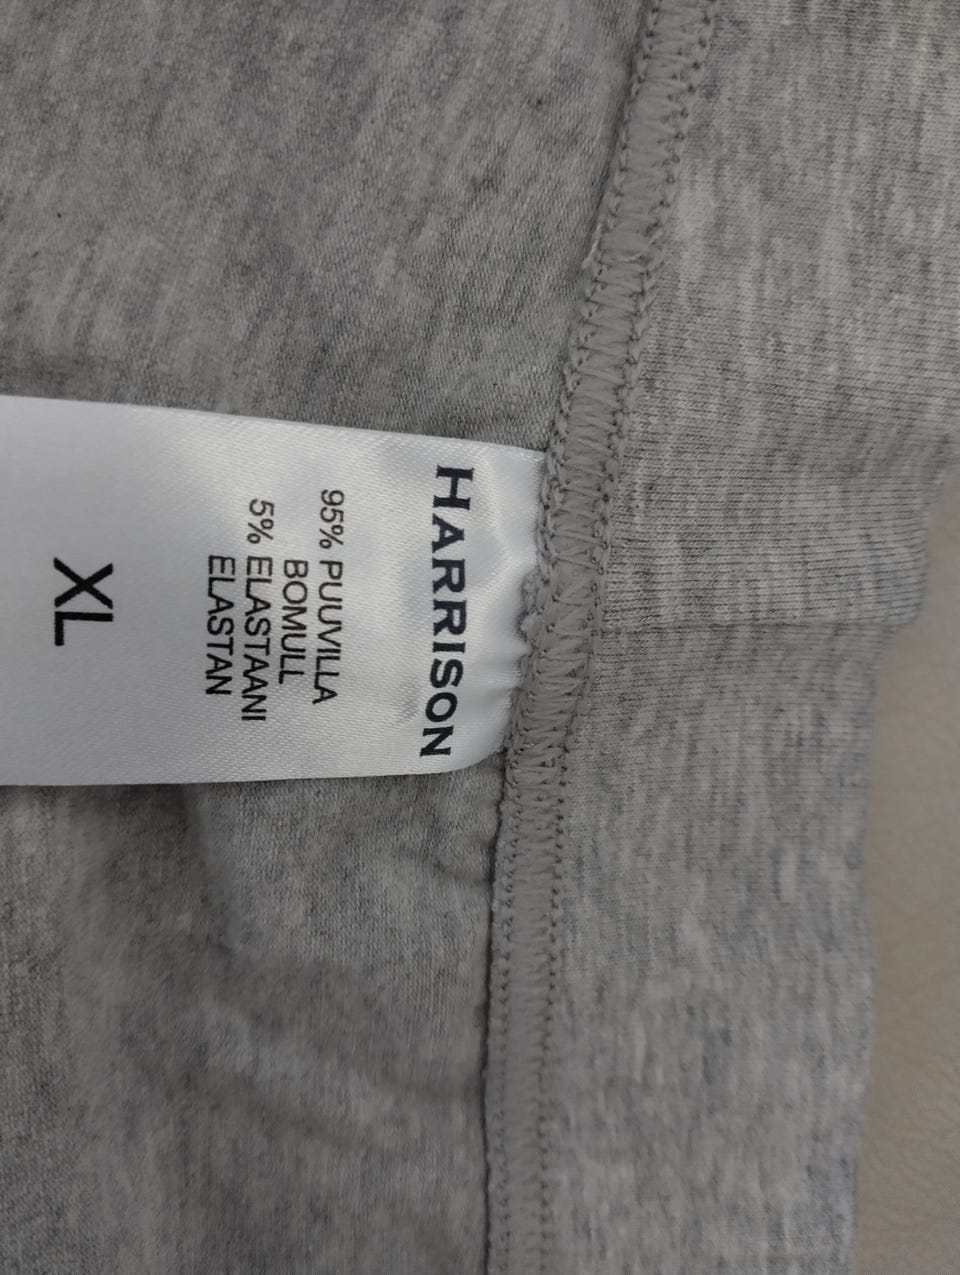 HARRISON
95% PUUVILLA
BOMULL
5% ELASTAANI
ELASTAN
XL